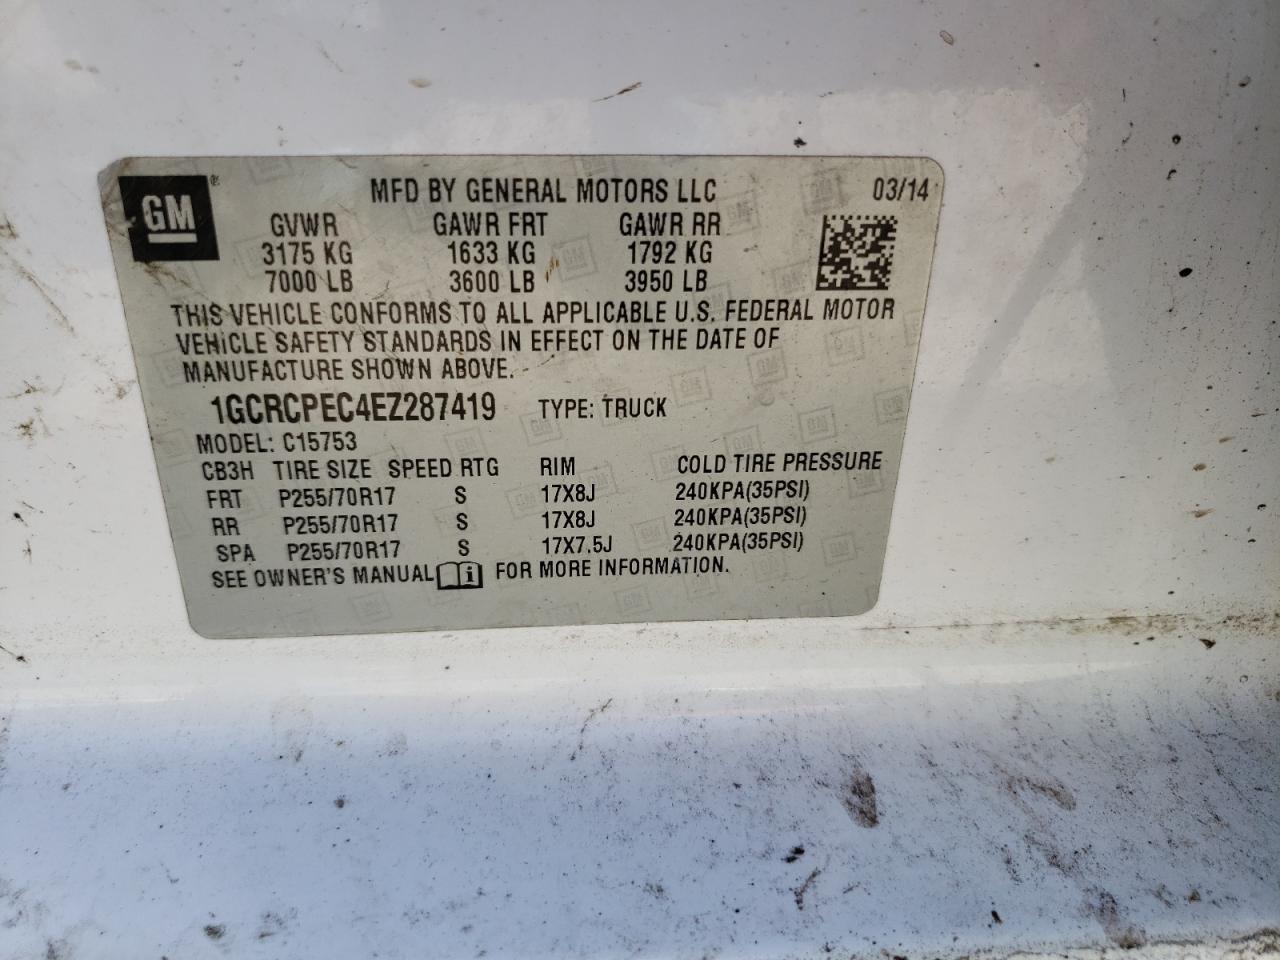 GM®
MFD BY GENERAL MOTORS LLC 03/14
GVWR GAWR FRT GAWR RR
3175 KG 1633 KG 1792 KG
7000 LB 3600 LB 3950 LB
THIS VEHICLE CONFORMS TO ALL APPLICABLE U.S. FEDERAL MOTOR
VEHICLE SAFETY STANDARDS IN EFFECT ON THE DATE OF
MANUFACTURE SHOWN ABOVE.
1GCRCPEC4EZ287419 TYPE: TRUCK
MODEL: C15753
CB3H TIRE SIZE SPEED RTG RIM COLD TIRE PRESSURE
FRT P255/70R17 S 17X8J 240KPA(35PSI)
RR P255/70R17 S 17X8J 240KPA(35PSI)
SPA P255/70R17 S 17X7.5J 240KPA(35PSI)
SEE OWNER'S MANUAL i FOR MORE INFORMATION.